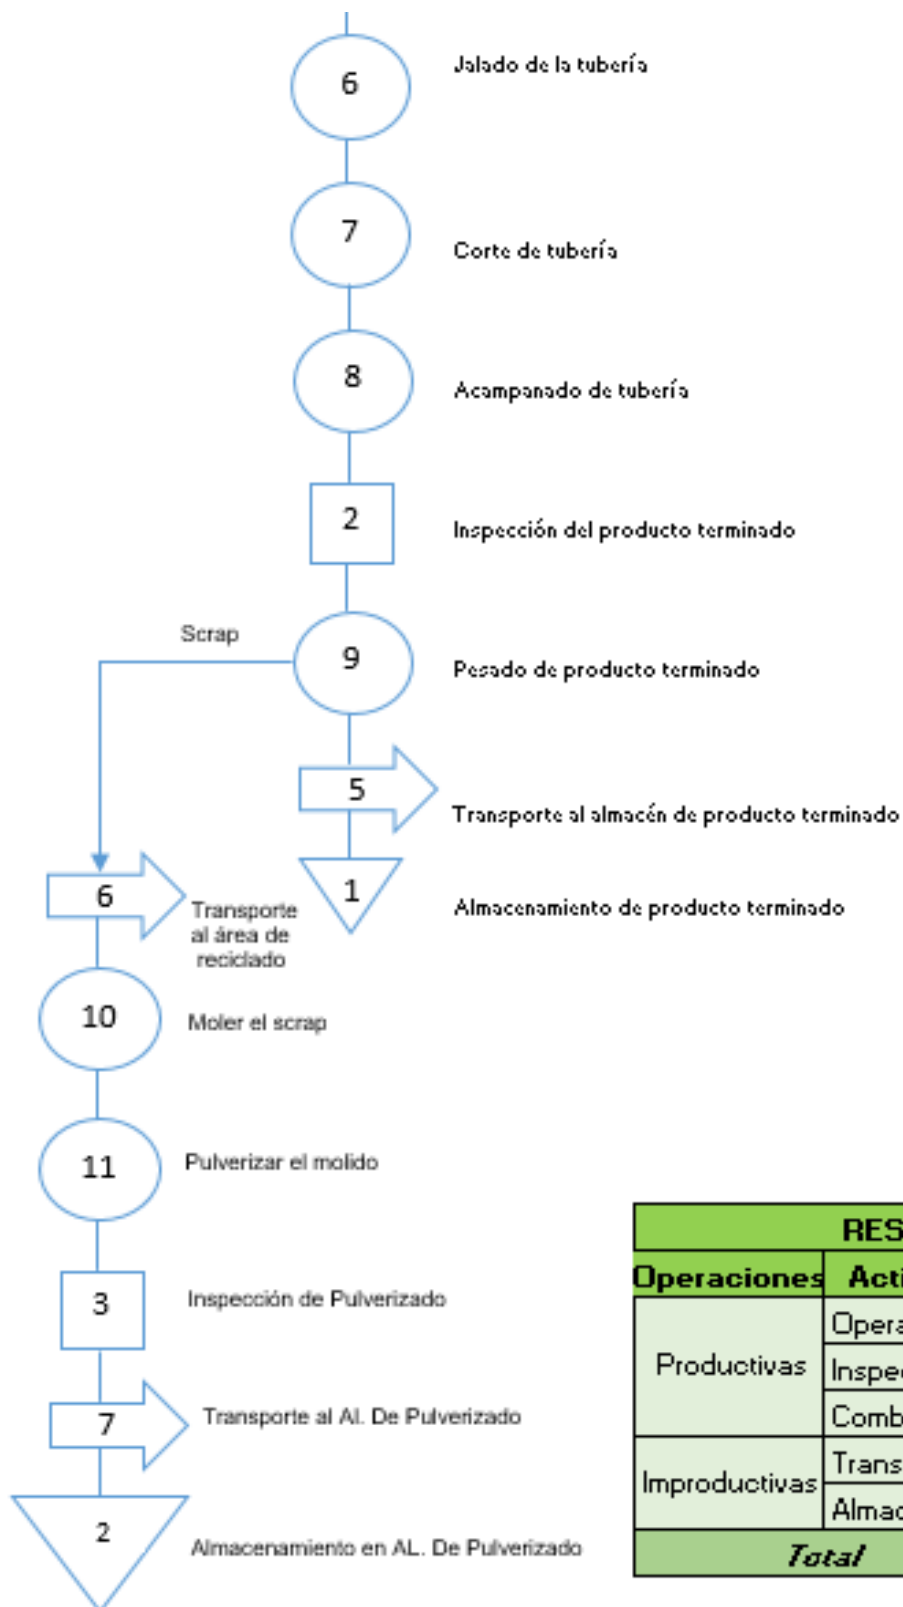 6
Jalado de la tubería
7
Corte de tubería
8
Acampanado de tubería
2
Inspección del producto terminado
Scrap
9
Pesado de producto terminado
5
Transporte al almacén de producto terminado
1
Almacenamiento de producto terminado
6
Transporte
al área de
reciclado
10
Moler el scrap
11
Pulverizar el molido
3
Inspección de Pulverizado
7
Transporte al Al. De Pulverizado
2
Almacenamiento en AL. De Pulverizado
RES
Operaciones Acti
Productivas
Opera
Inspe
Comb
Improductivas
Trans
Almac
Total